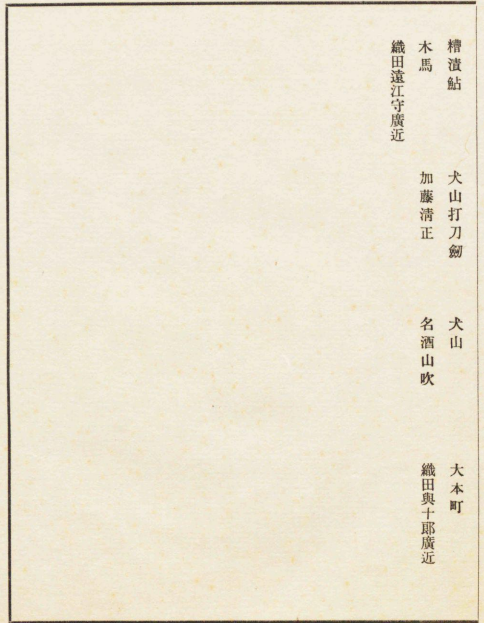 糟漬鮎　犬山打刀劔　犬山　大本町
木馬　加藤清正　名酒山吹　織田與十郎廣近
織田遠江守廣近